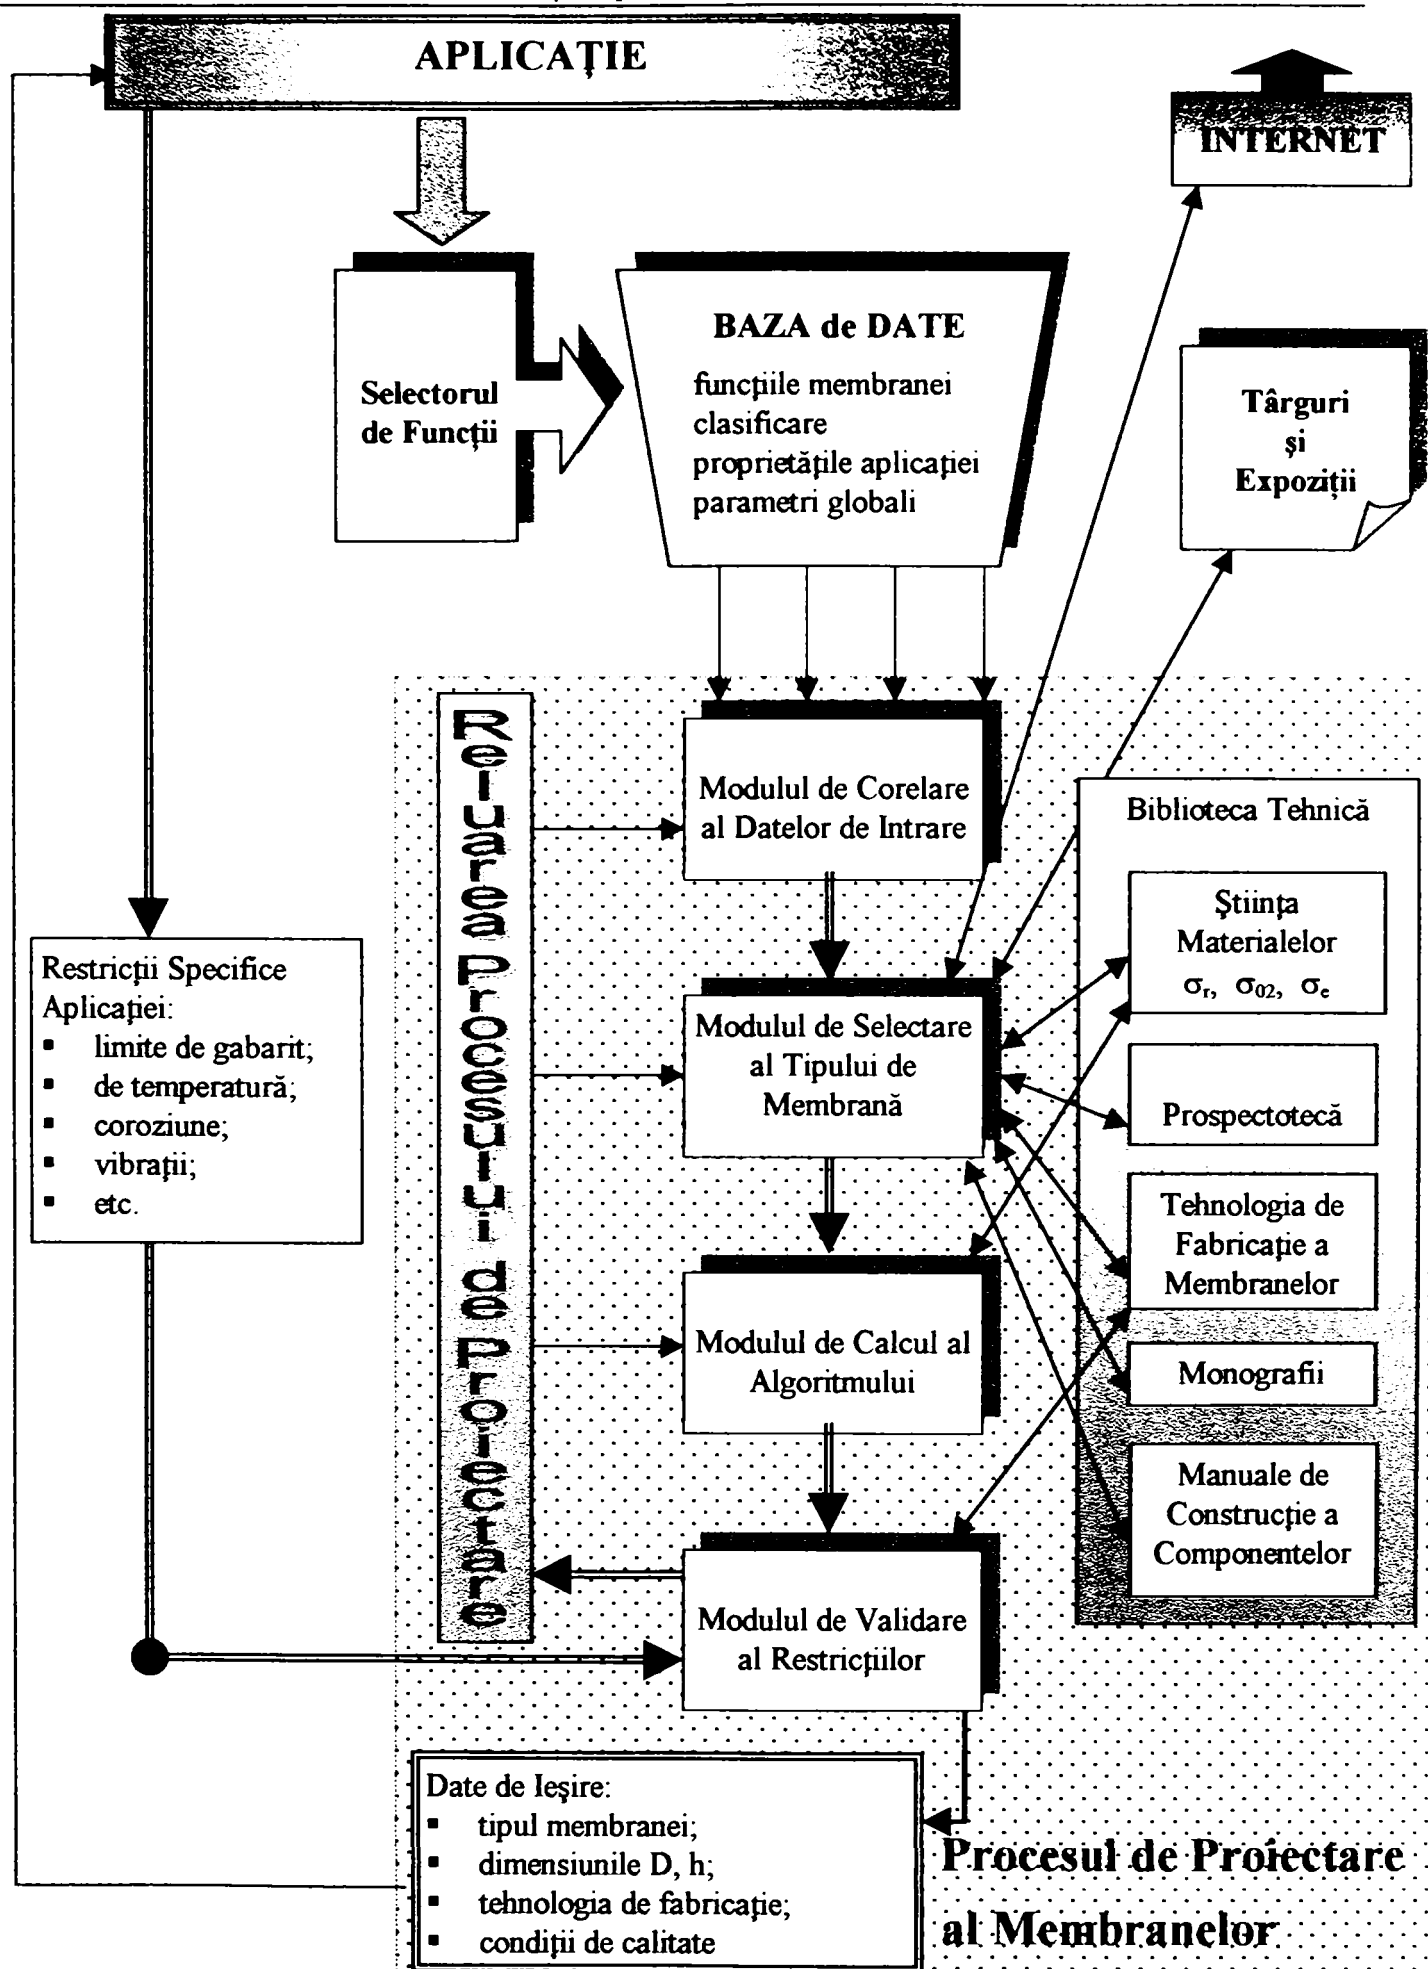 APLICAȚIE
INTERNET
Selectorul
de Funcții
BAZA de DATE
funcțiile membranei
clasificare
proprietățile aplicației
parametri globali
Târguri
și
Expoziții
Reluarea Procesului de Proiectare
Modulul de Corelare
al Datelor de Intrare
Biblioteca Tehnică
Știința
Materialelor
σr, σ02, σe
Prospectotecă
Tehnologia de
Fabricație a
Membranelor
Monografii
Manuale de
Construcție a
Componentelor
Restricții Specifice
Aplicației:
▪ limite de gabarit;
▪ de temperatură;
▪ coroziune;
▪ vibrații;
▪ etc.
Modulul de Selectare
al Tipului de
Membrană
Modulul de Calcul al
Algoritmului
Modulul de Validare
al Restricțiilor
Date de Ieșire:
▪ tipul membranei;
▪ dimensiunile D, h;
▪ tehnologia de fabricație;
▪ condiții de calitate
Procesul de Proiectare
al Membranelor